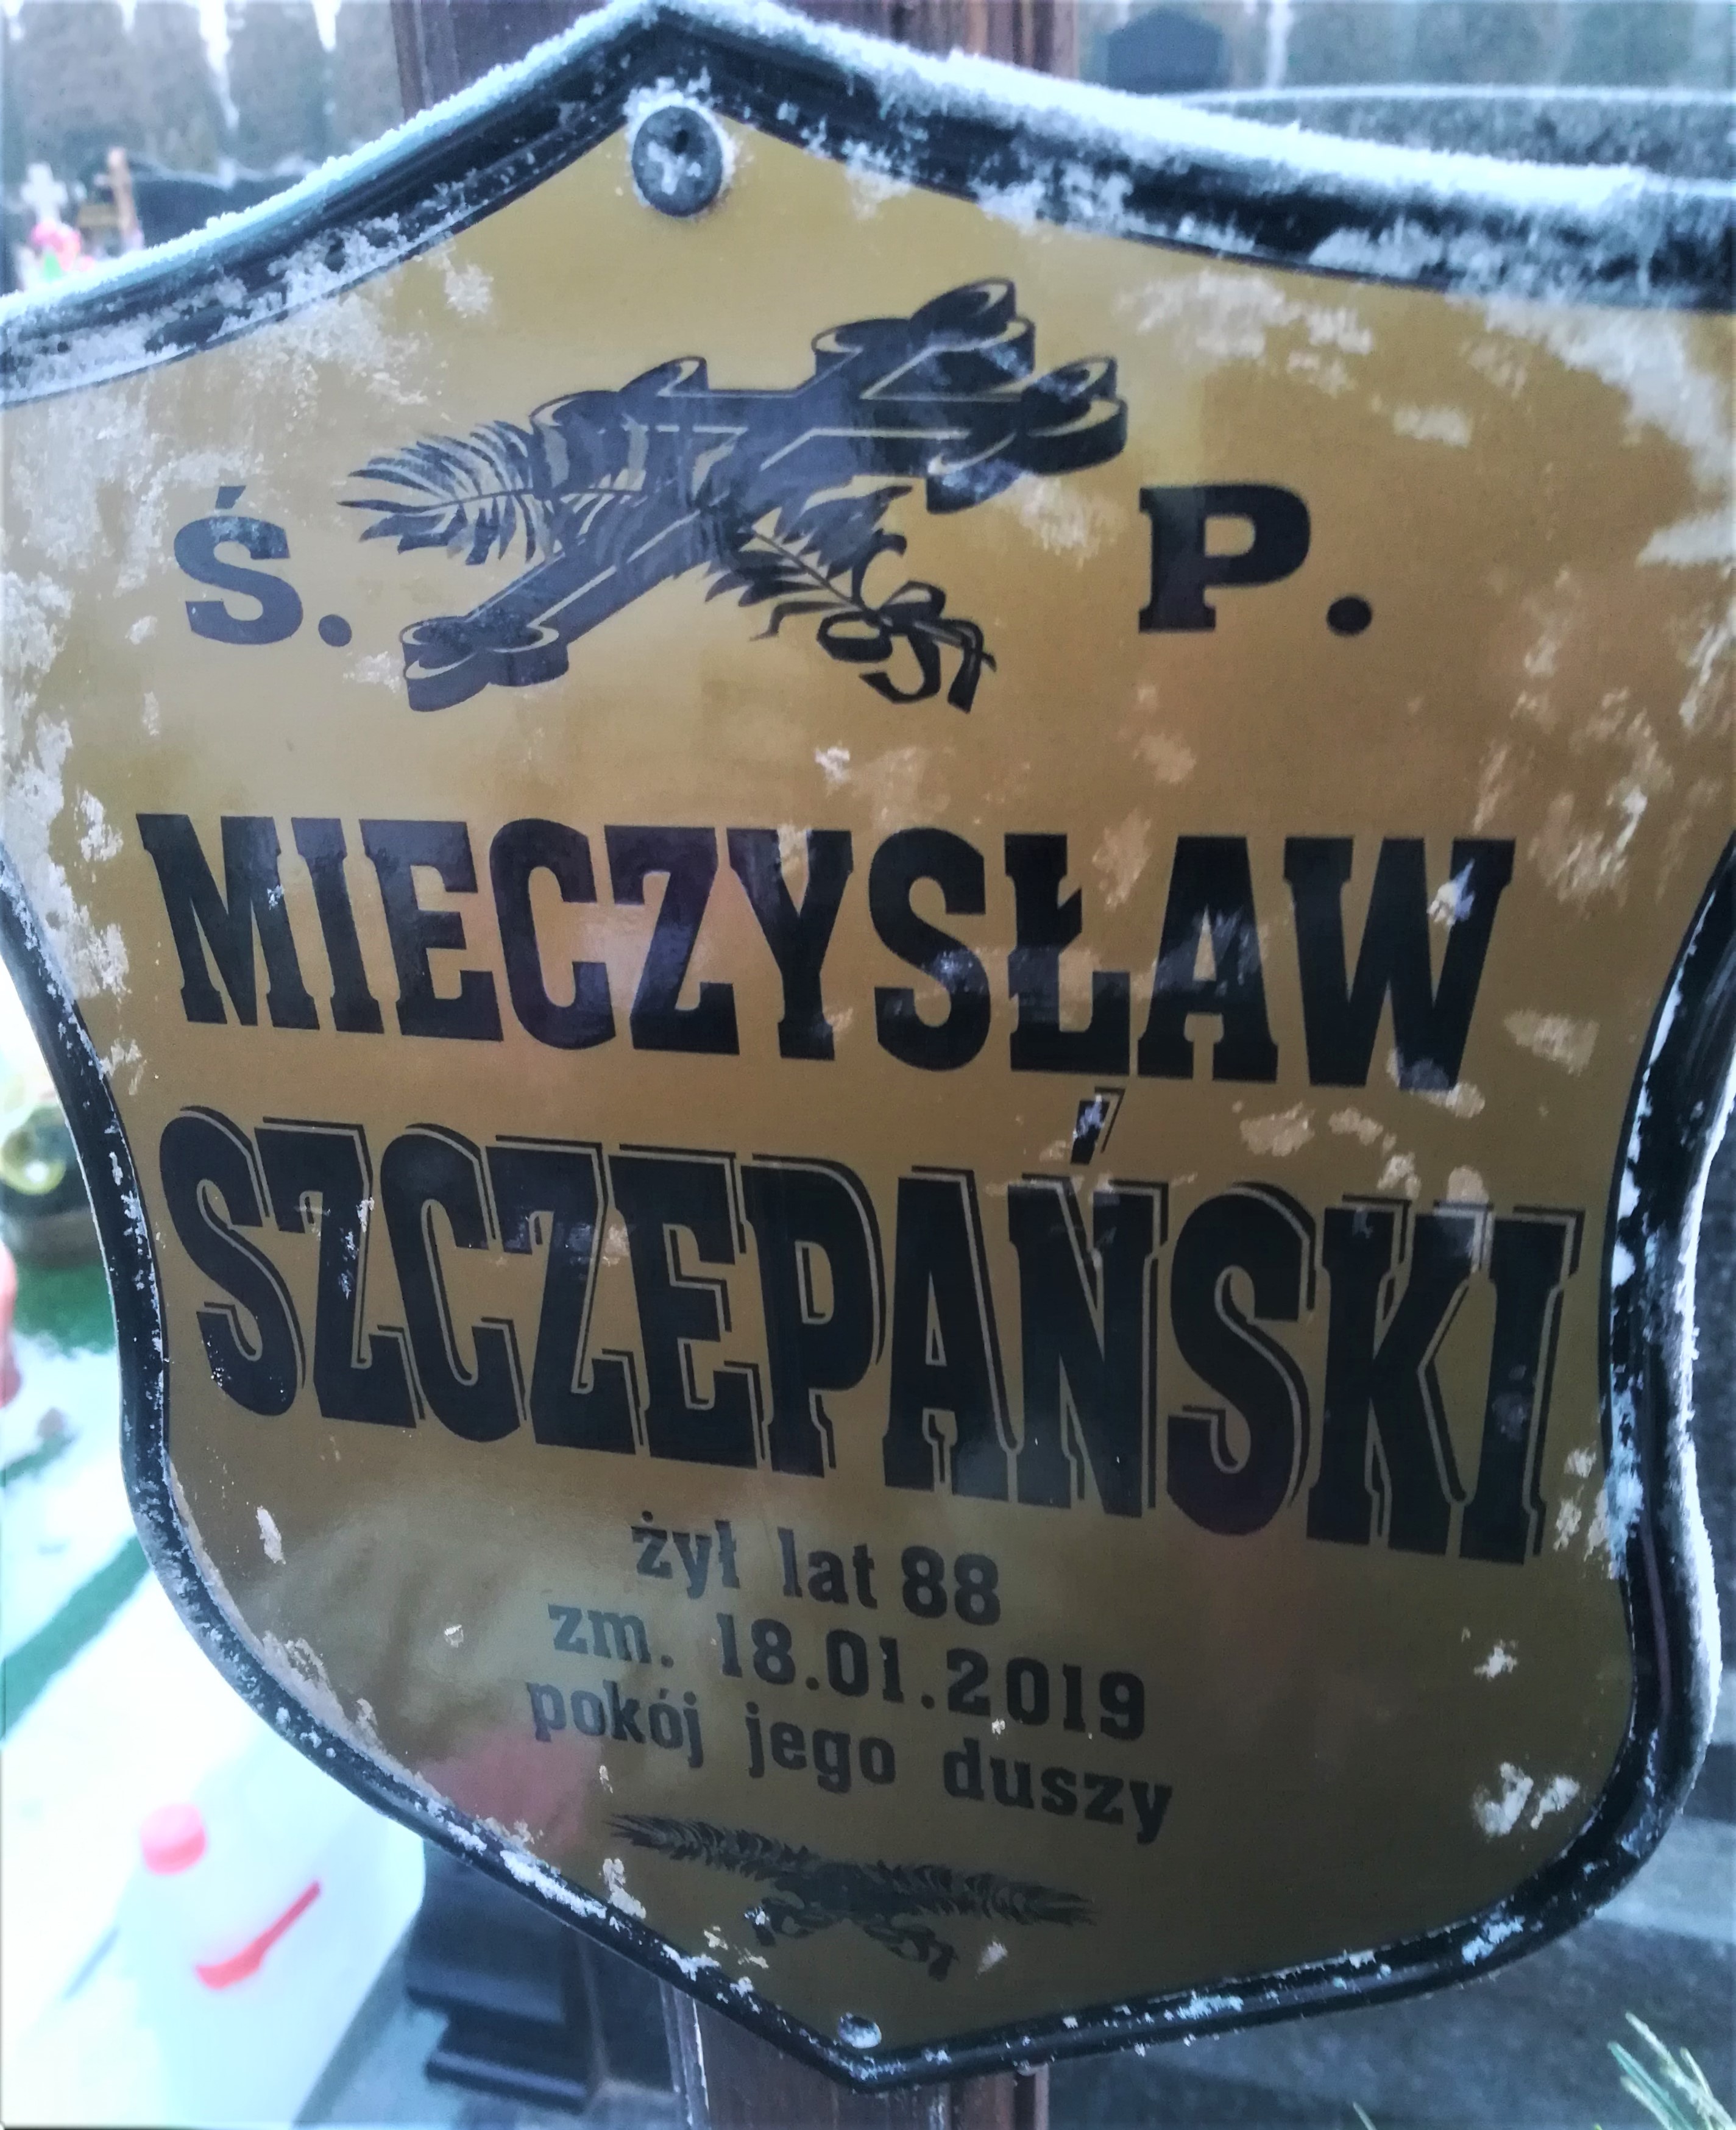 Ś. P.
MIECZYSŁAW
SZCZEPAŃSKI
żył lat 88
zm. 18.01.2019
pokój jego duszy